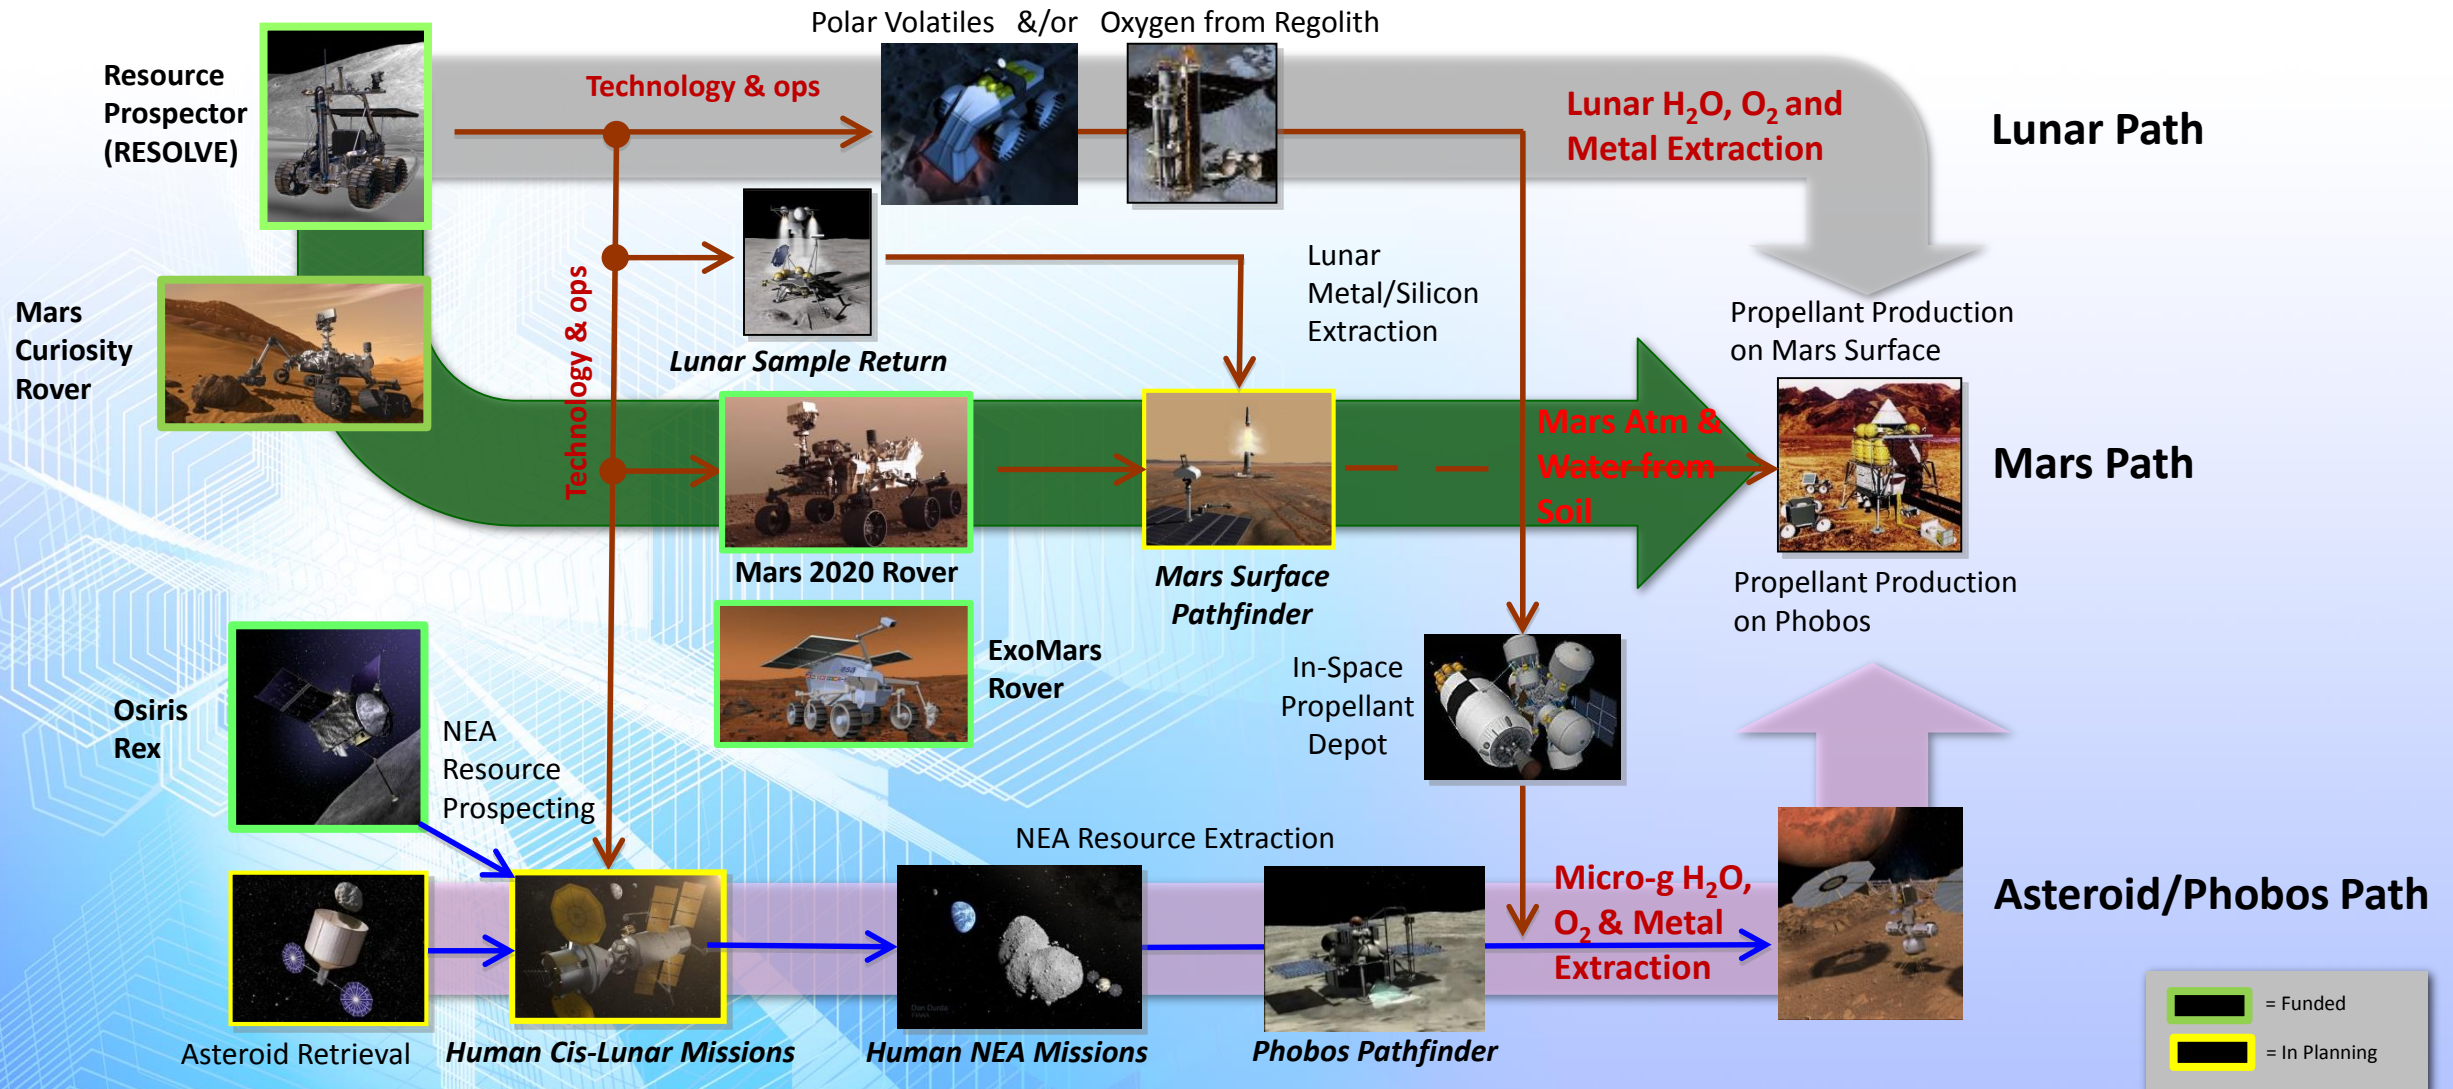 Polar Volatiles &/or Oxygen from Regolith
Resource
Prospector
(RESOLVE)
Technology & ops
Lunar H₂O, O₂ and
Metal Extraction
Lunar Path
Mars
Curiosity
Rover
Technology & ops
Lunar Sample Return
Lunar
Metal/Silicon
Extraction
Propellant Production
on Mars Surface
Mars Atm &
Water from
Soil
Mars Path
Mars 2020 Rover
Mars Surface
Pathfinder
Propellant Production
on Phobos
ExoMars
Rover
In-Space
Propellant
Depot
Osiris
Rex
NEA
Resource
Prospecting
NEA Resource Extraction
Micro-g H₂O,
O₂ & Metal
Extraction
Asteroid/Phobos Path
Asteroid Retrieval
Human Cis-Lunar Missions
Human NEA Missions
Phobos Pathfinder
= Funded
= In Planning